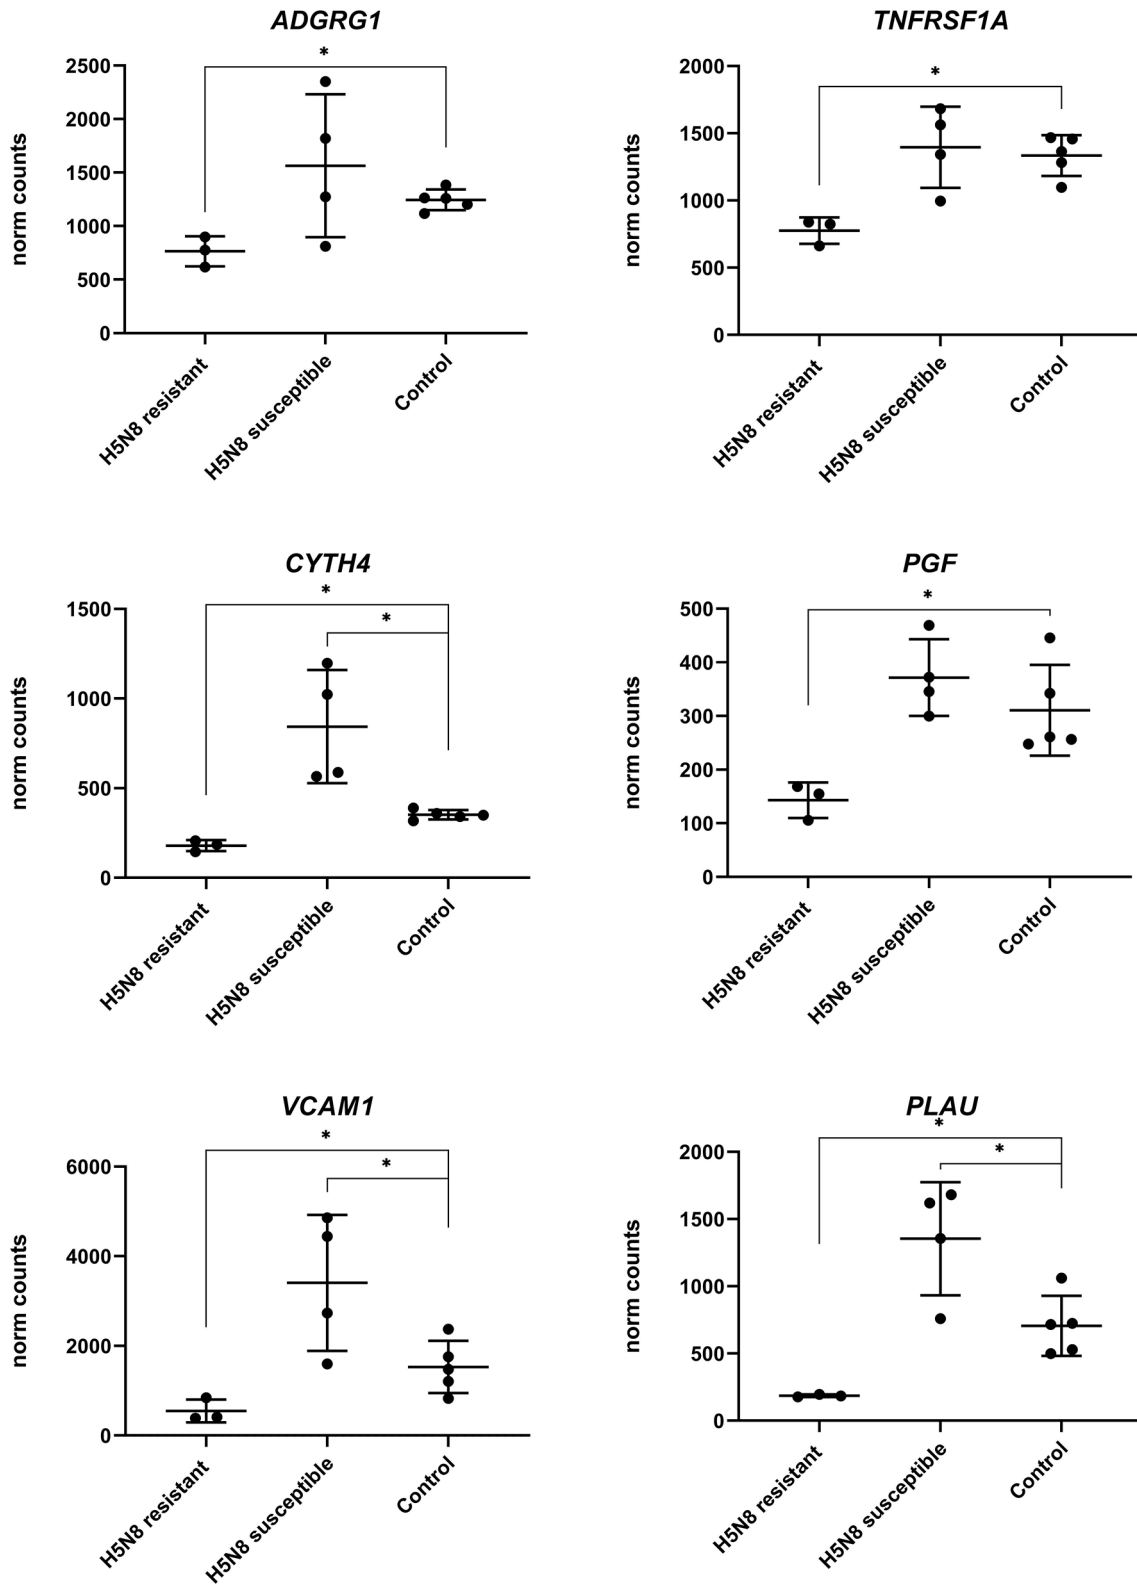 ADGRG1
*
norm counts
2500
2000
1500
1000
500
0
H5N8 resistant
H5N8 susceptible
Control
TNFRSF1A
*
norm counts
2000
1500
1000
500
0
H5N8 resistant
H5N8 susceptible
Control
CYTH4
*
*
norm counts
1500
1000
500
0
H5N8 resistant
H5N8 susceptible
Control
PGF
*
norm counts
500
400
300
200
100
0
H5N8 resistant
H5N8 susceptible
Control
VCAM1
*
*
norm counts
6000
4000
2000
0
H5N8 resistant
H5N8 susceptible
Control
PLAU
*
*
norm counts
2000
1500
1000
500
0
H5N8 resistant
H5N8 susceptible
Control